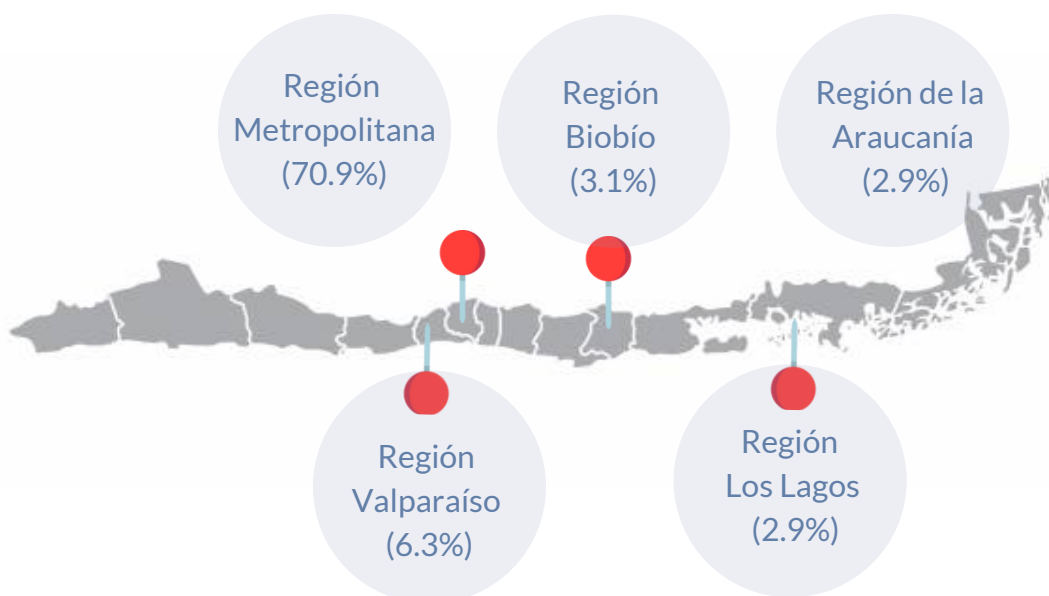 Región
Metropolitana
(70.9%)
Región
Biobío
(3.1%)
Región de la
Araucanía
(2.9%)
Región
Valparaíso
(6.3%)
Región
Los Lagos
(2.9%)